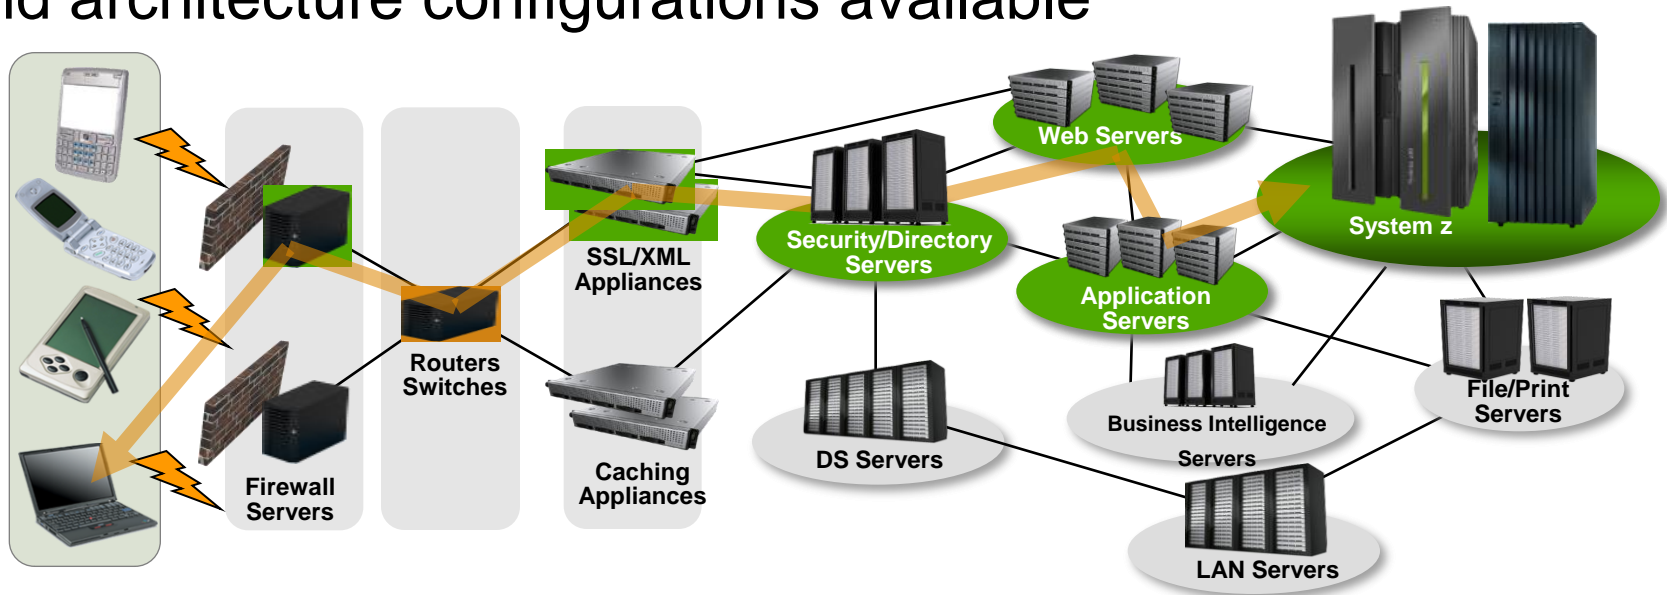 nd architecture configurations available
Web Servers
System z
Security/Directory
Servers
SSL/XML
Appliances
Application
Servers
Routers
Switches
File/Print
Servers
Business Intelligence
Servers
DS Servers
Caching
Appliances
Firewall
Servers
LAN Servers